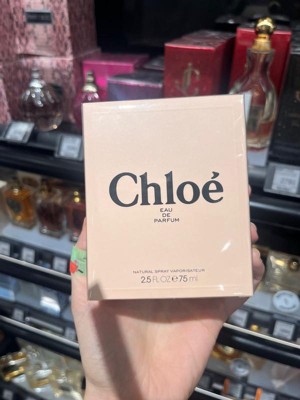 Chloé
EAU
DE
PARFUM
NATURAL SPRAY VAPORISATEUR
2.5 FL.OZ ℮ 75 ml